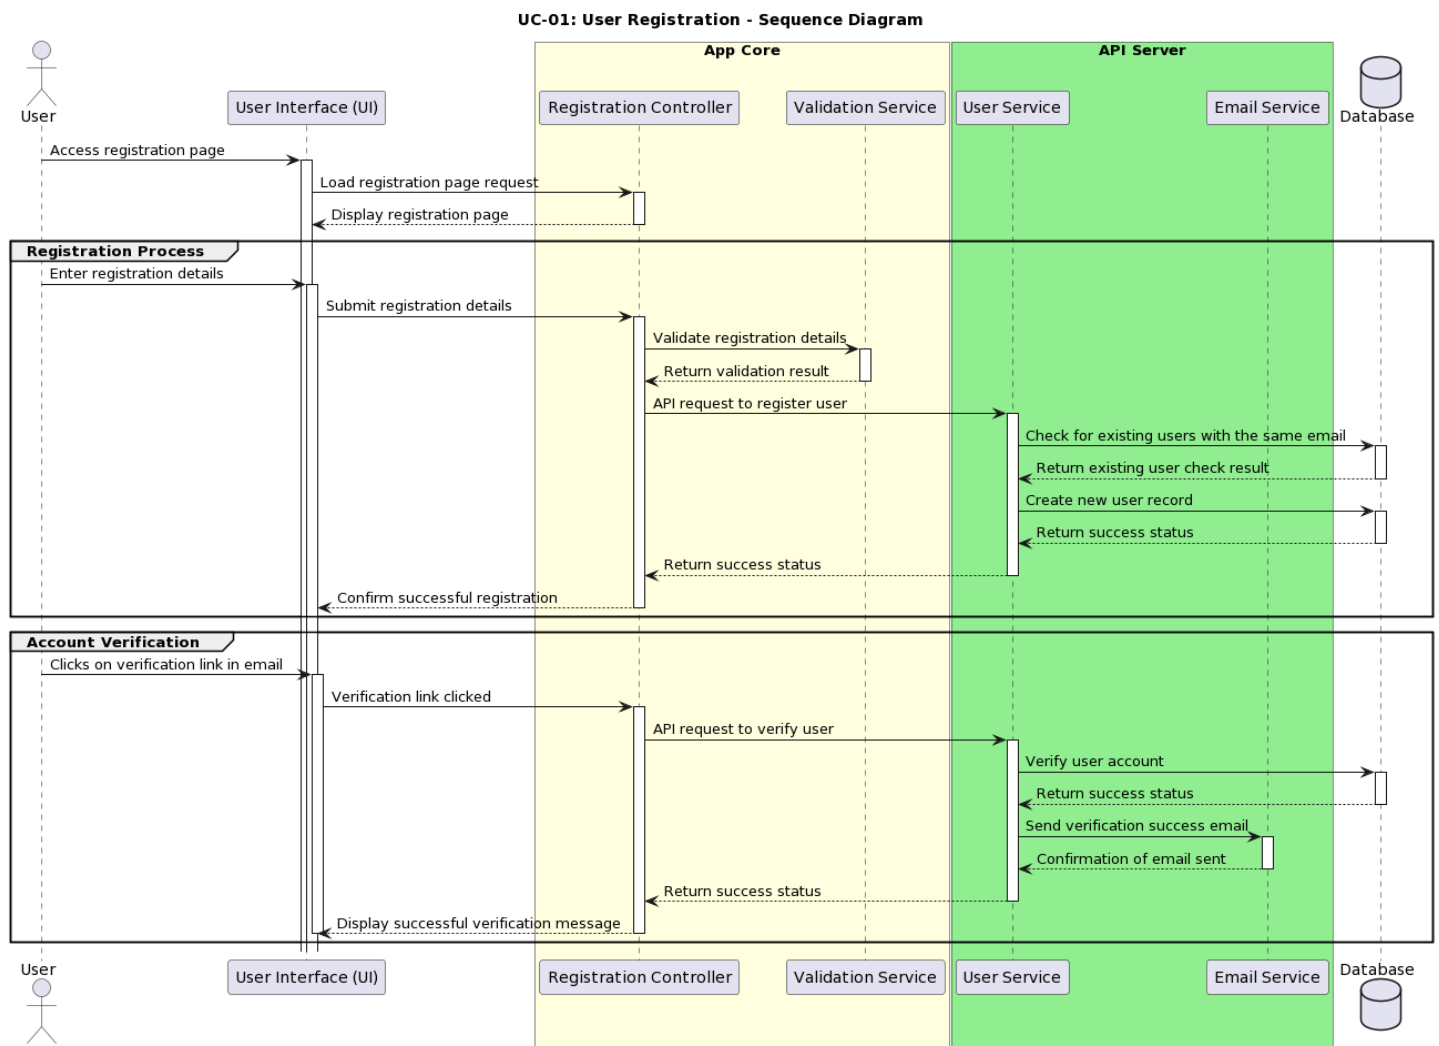 UC-01: User Registration - Sequence Diagram
App Core
API Server
User
User Interface (UI)
Registration Controller
Validation Service
User Service
Email Service
Database
Access registration page
Load registration page request
Display registration page
Registration Process
Enter registration details
Submit registration details
Validate registration details
Return validation result
API request to register user
Check for existing users with the same email
Return existing user check result
Create new user record
Return success status
Return success status
Confirm successful registration
Account Verification
Clicks on verification link in email
Verification link clicked
API request to verify user
Verify user account
Return success status
Send verification success email
Confirmation of email sent
Return success status
Display successful verification message
User
User Interface (UI)
Registration Controller
Validation Service
User Service
Email Service
Database